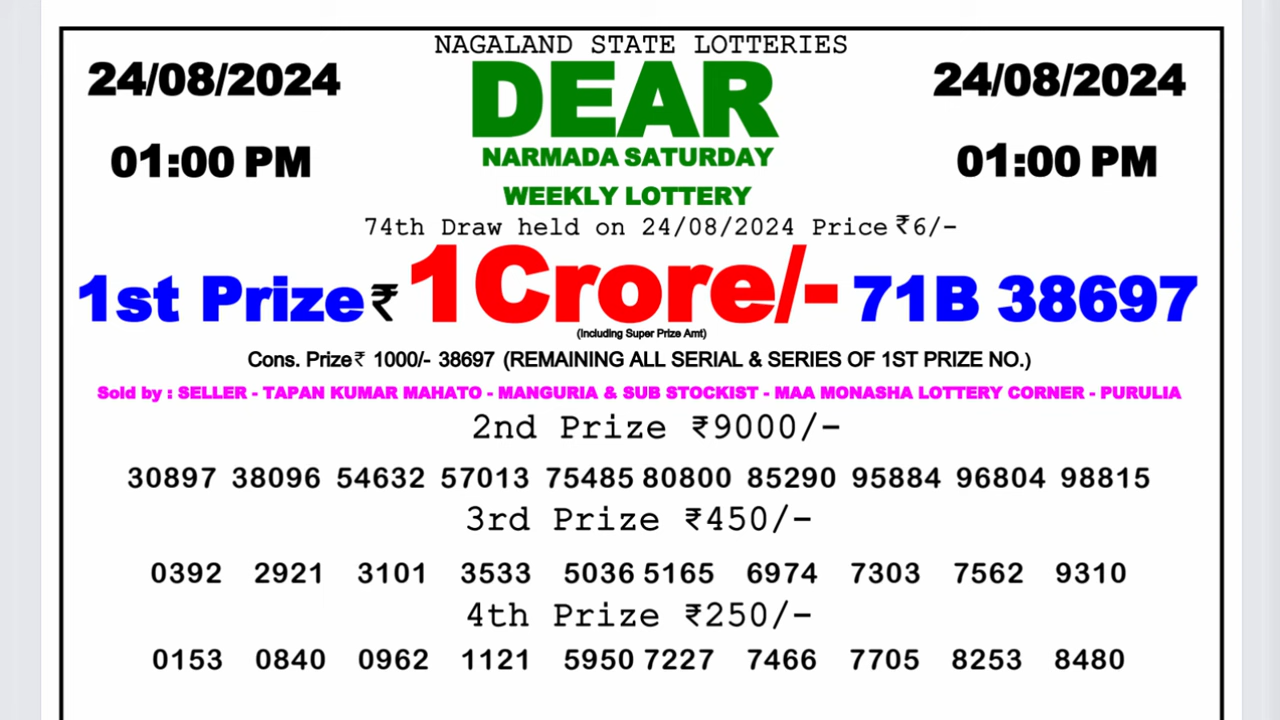 NAGALAND STATE LOTTERIES
24/08/2024 DEAR 24/08/2024
01:00 PM NARMADA SATURDAY 01:00 PM
WEEKLY LOTTERY
74th Draw held on 24/08/2024 Price ₹6/-
1st Prize ₹ 1Crore/- 71B 38697
(Including Super Prize Amt)
Cons. Prize ₹ 1000/- 38697 (REMAINING ALL SERIAL & SERIES OF 1ST PRIZE NO.)
Sold by : SELLER - TAPAN KUMAR MAHATO - MANGURIA & SUB STOCKIST - MAA MONASHA LOTTERY CORNER - PURULIA
2nd Prize ₹9000/-
30897 38096 54632 57013 75485 80800 85290 95884 96804 98815
3rd Prize ₹450/-
0392 2921 3101 3533 5036 5165 6974 7303 7562 9310
4th Prize ₹250/-
0153 0840 0962 1121 5950 7227 7466 7705 8253 8480